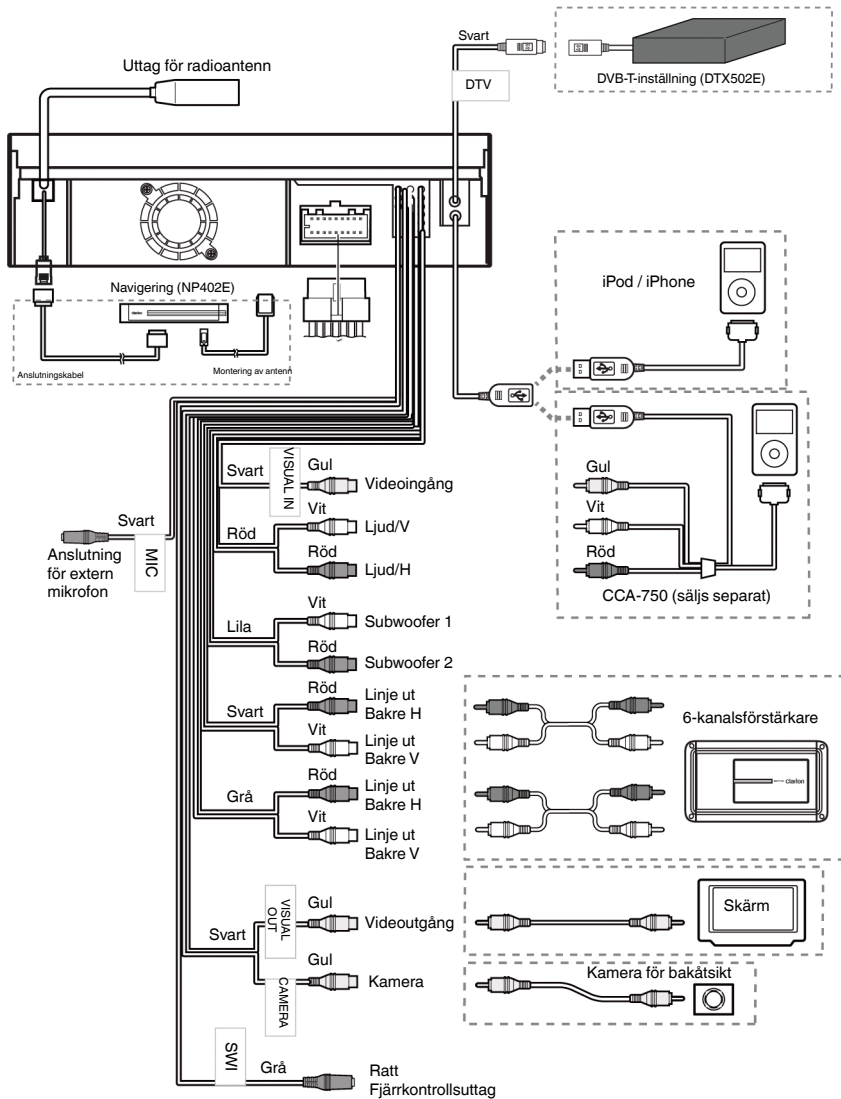 Svart
DTV
DVB-T-inställning (DTX502E)
Uttag för radioantenn
Navigering (NP402E)
Anslutningskabel
Montering av antenn
iPod / iPhone
Gul
Vit
Röd
CCA-750 (säljs separat)
Svart
MIC
Anslutning
för extern
mikrofon
Svart
VISUAL IN
Gul
Videoingång
Röd
Vit
Ljud/V
Röd
Ljud/H
Lila
Vit
Subwoofer 1
Röd
Subwoofer 2
Svart
Röd
Linje ut
Bakre H
Vit
Linje ut
Bakre V
Grå
Röd
Linje ut
Bakre H
Vit
Linje ut
Bakre V
6-kanalsförstärkare
clarion
Svart
VISUAL
OUT
Gul
Videoutgång
Skärm
CAMERA
Gul
Kamera
Kamera för bakåtsikt
SWI
Grå
Ratt
Fjärrkontrollsuttag